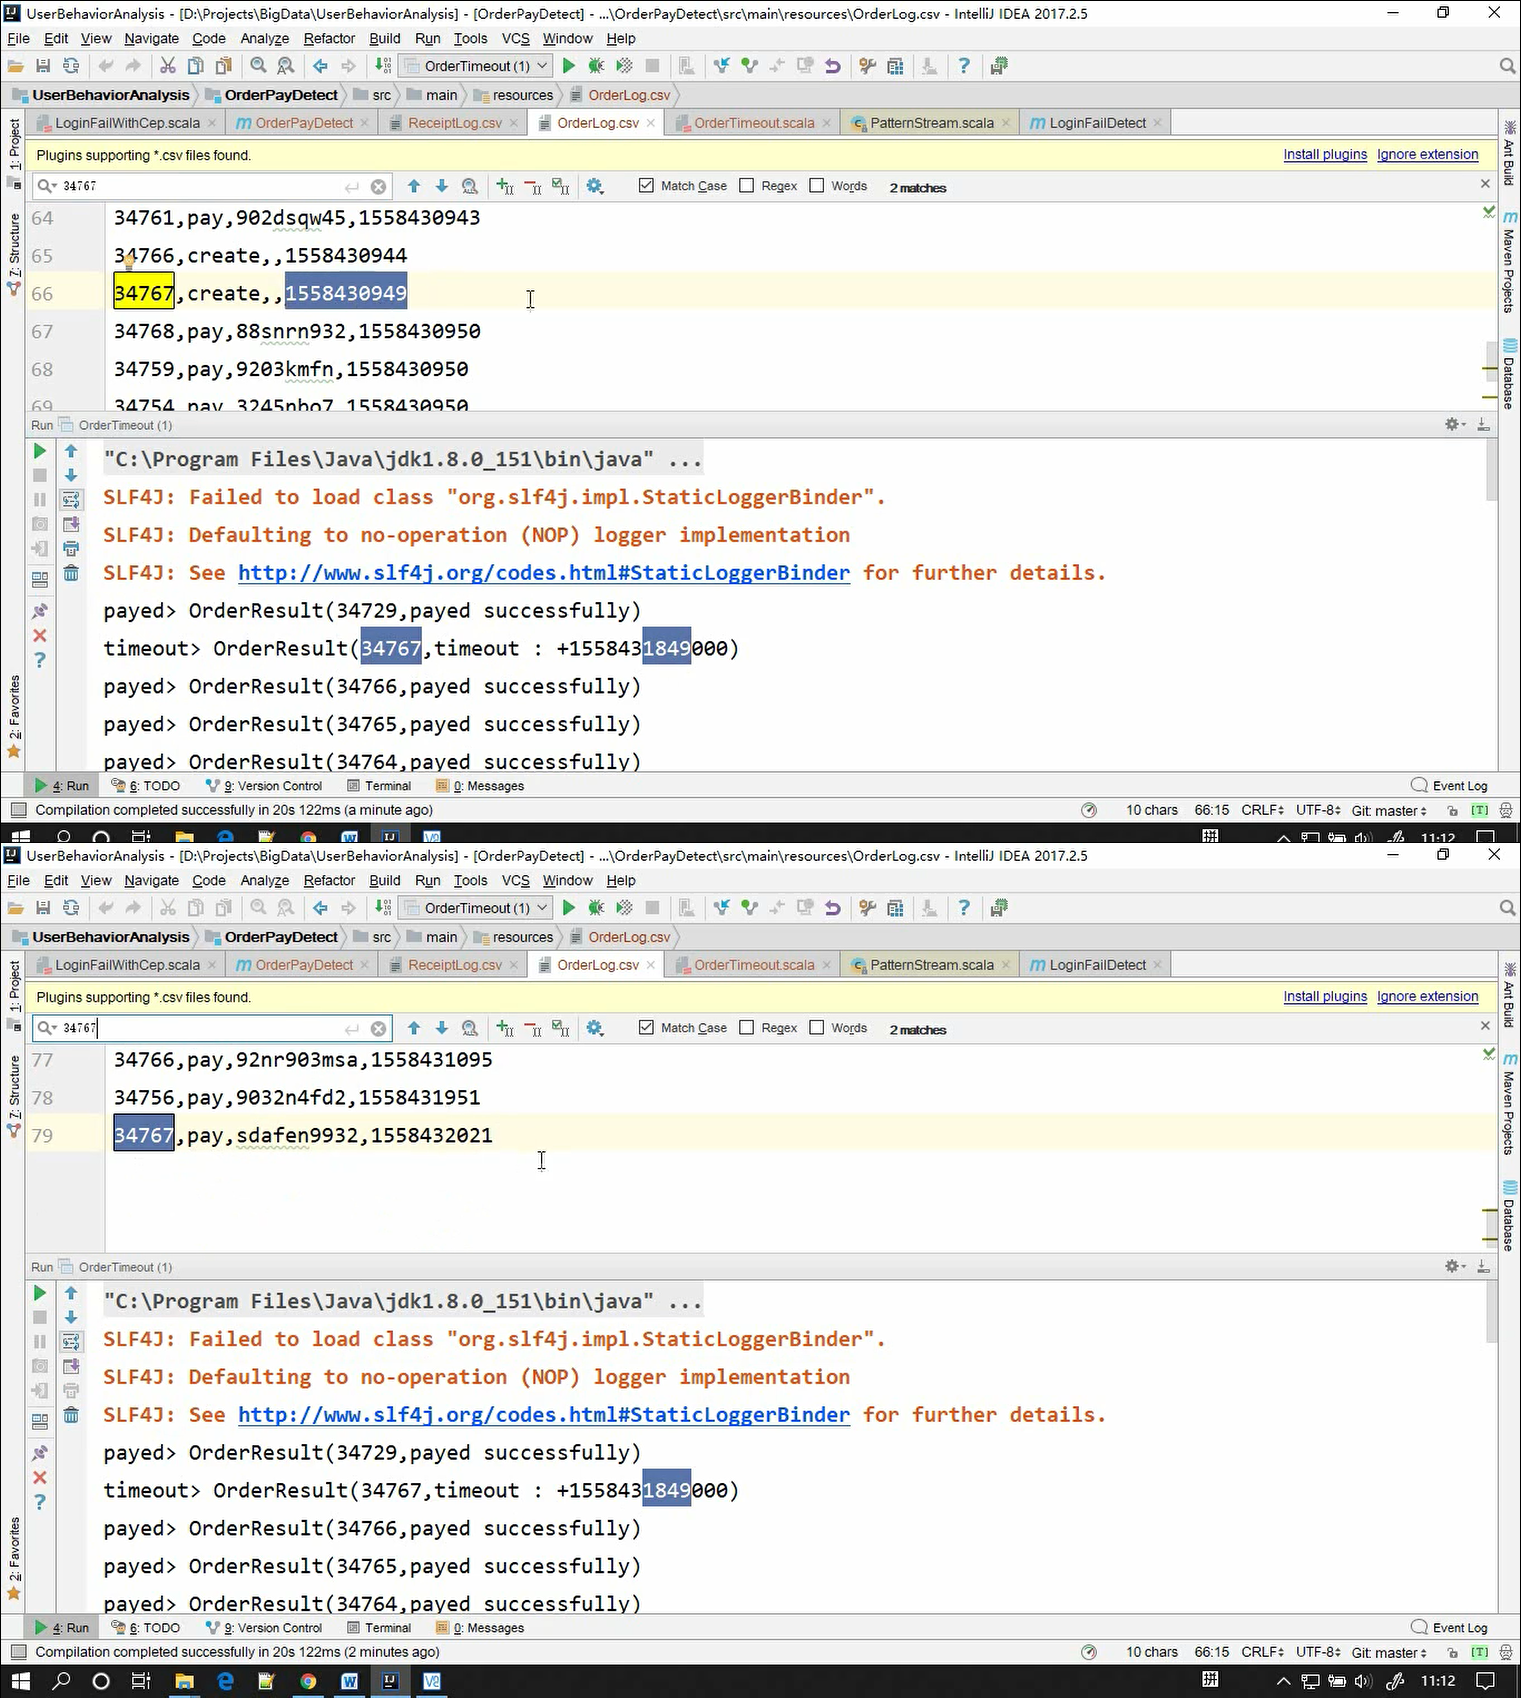 UserBehaviorAnalysis - [D:\Projects\BigData\UserBehaviorAnalysis] - [OrderPayDetect] - ...\OrderPayDetect\src\main\resources\OrderLog.csv - IntelliJ IDEA 2017.2.5
File Edit View Navigate Code Analyze Refactor Build Run Tools VCS Window Help
OrderTimeout (1)
UserBehaviorAnalysis OrderPayDetect src main resources OrderLog.csv
LoginFailWithCep.scala OrderPayDetect ReceiptLog.csv OrderLog.csv OrderTimeout.scala PatternStream.scala LoginFailDetect
Plugins supporting *.csv files found. Install plugins Ignore extension
34767 Match Case Regex Words 2 matches
64 34761,pay,902dsqw45,1558430943
65 34766,create,,1558430944
66 34767,create,,1558430949
67 34768,pay,88snrn932,1558430950
68 34759,pay,9203kmfn,1558430950
69 34754,pay,3245nbo7,1558430950
Run OrderTimeout (1)
"C:\Program Files\Java\jdk1.8.0_151\bin\java" ...
SLF4J: Failed to load class "org.slf4j.impl.StaticLoggerBinder".
SLF4J: Defaulting to no-operation (NOP) logger implementation
SLF4J: See http://www.slf4j.org/codes.html#StaticLoggerBinder for further details.
payed> OrderResult(34729,payed successfully)
timeout> OrderResult(34767,timeout : +1558431849000)
payed> OrderResult(34766,payed successfully)
payed> OrderResult(34765,payed successfully)
payed> OrderResult(34764,payed successfully)
1: Project
7: Structure
2: Favorites
Ant Build
Maven Projects
Database
4: Run 6: TODO 9: Version Control Terminal 0: Messages Event Log
Compilation completed successfully in 20s 122ms (a minute ago) 10 chars 66:15 CRLF UTF-8 Git: master [T]
拼 11:12
UserBehaviorAnalysis - [D:\Projects\BigData\UserBehaviorAnalysis] - [OrderPayDetect] - ...\OrderPayDetect\src\main\resources\OrderLog.csv - IntelliJ IDEA 2017.2.5
File Edit View Navigate Code Analyze Refactor Build Run Tools VCS Window Help
OrderTimeout (1)
UserBehaviorAnalysis OrderPayDetect src main resources OrderLog.csv
LoginFailWithCep.scala OrderPayDetect ReceiptLog.csv OrderLog.csv OrderTimeout.scala PatternStream.scala LoginFailDetect
Plugins supporting *.csv files found. Install plugins Ignore extension
34767 Match Case Regex Words 2 matches
77 34766,pay,92nr903msa,1558431095
78 34756,pay,9032n4fd2,1558431951
79 34767,pay,sdafen9932,1558432021
Run OrderTimeout (1)
"C:\Program Files\Java\jdk1.8.0_151\bin\java" ...
SLF4J: Failed to load class "org.slf4j.impl.StaticLoggerBinder".
SLF4J: Defaulting to no-operation (NOP) logger implementation
SLF4J: See http://www.slf4j.org/codes.html#StaticLoggerBinder for further details.
payed> OrderResult(34729,payed successfully)
timeout> OrderResult(34767,timeout : +1558431849000)
payed> OrderResult(34766,payed successfully)
payed> OrderResult(34765,payed successfully)
payed> OrderResult(34764,payed successfully)
1: Project
7: Structure
2: Favorites
Ant Build
Maven Projects
Database
4: Run 6: TODO 9: Version Control Terminal 0: Messages Event Log
Compilation completed successfully in 20s 122ms (2 minutes ago) 10 chars 66:15 CRLF UTF-8 Git: master [T]
拼 11:12